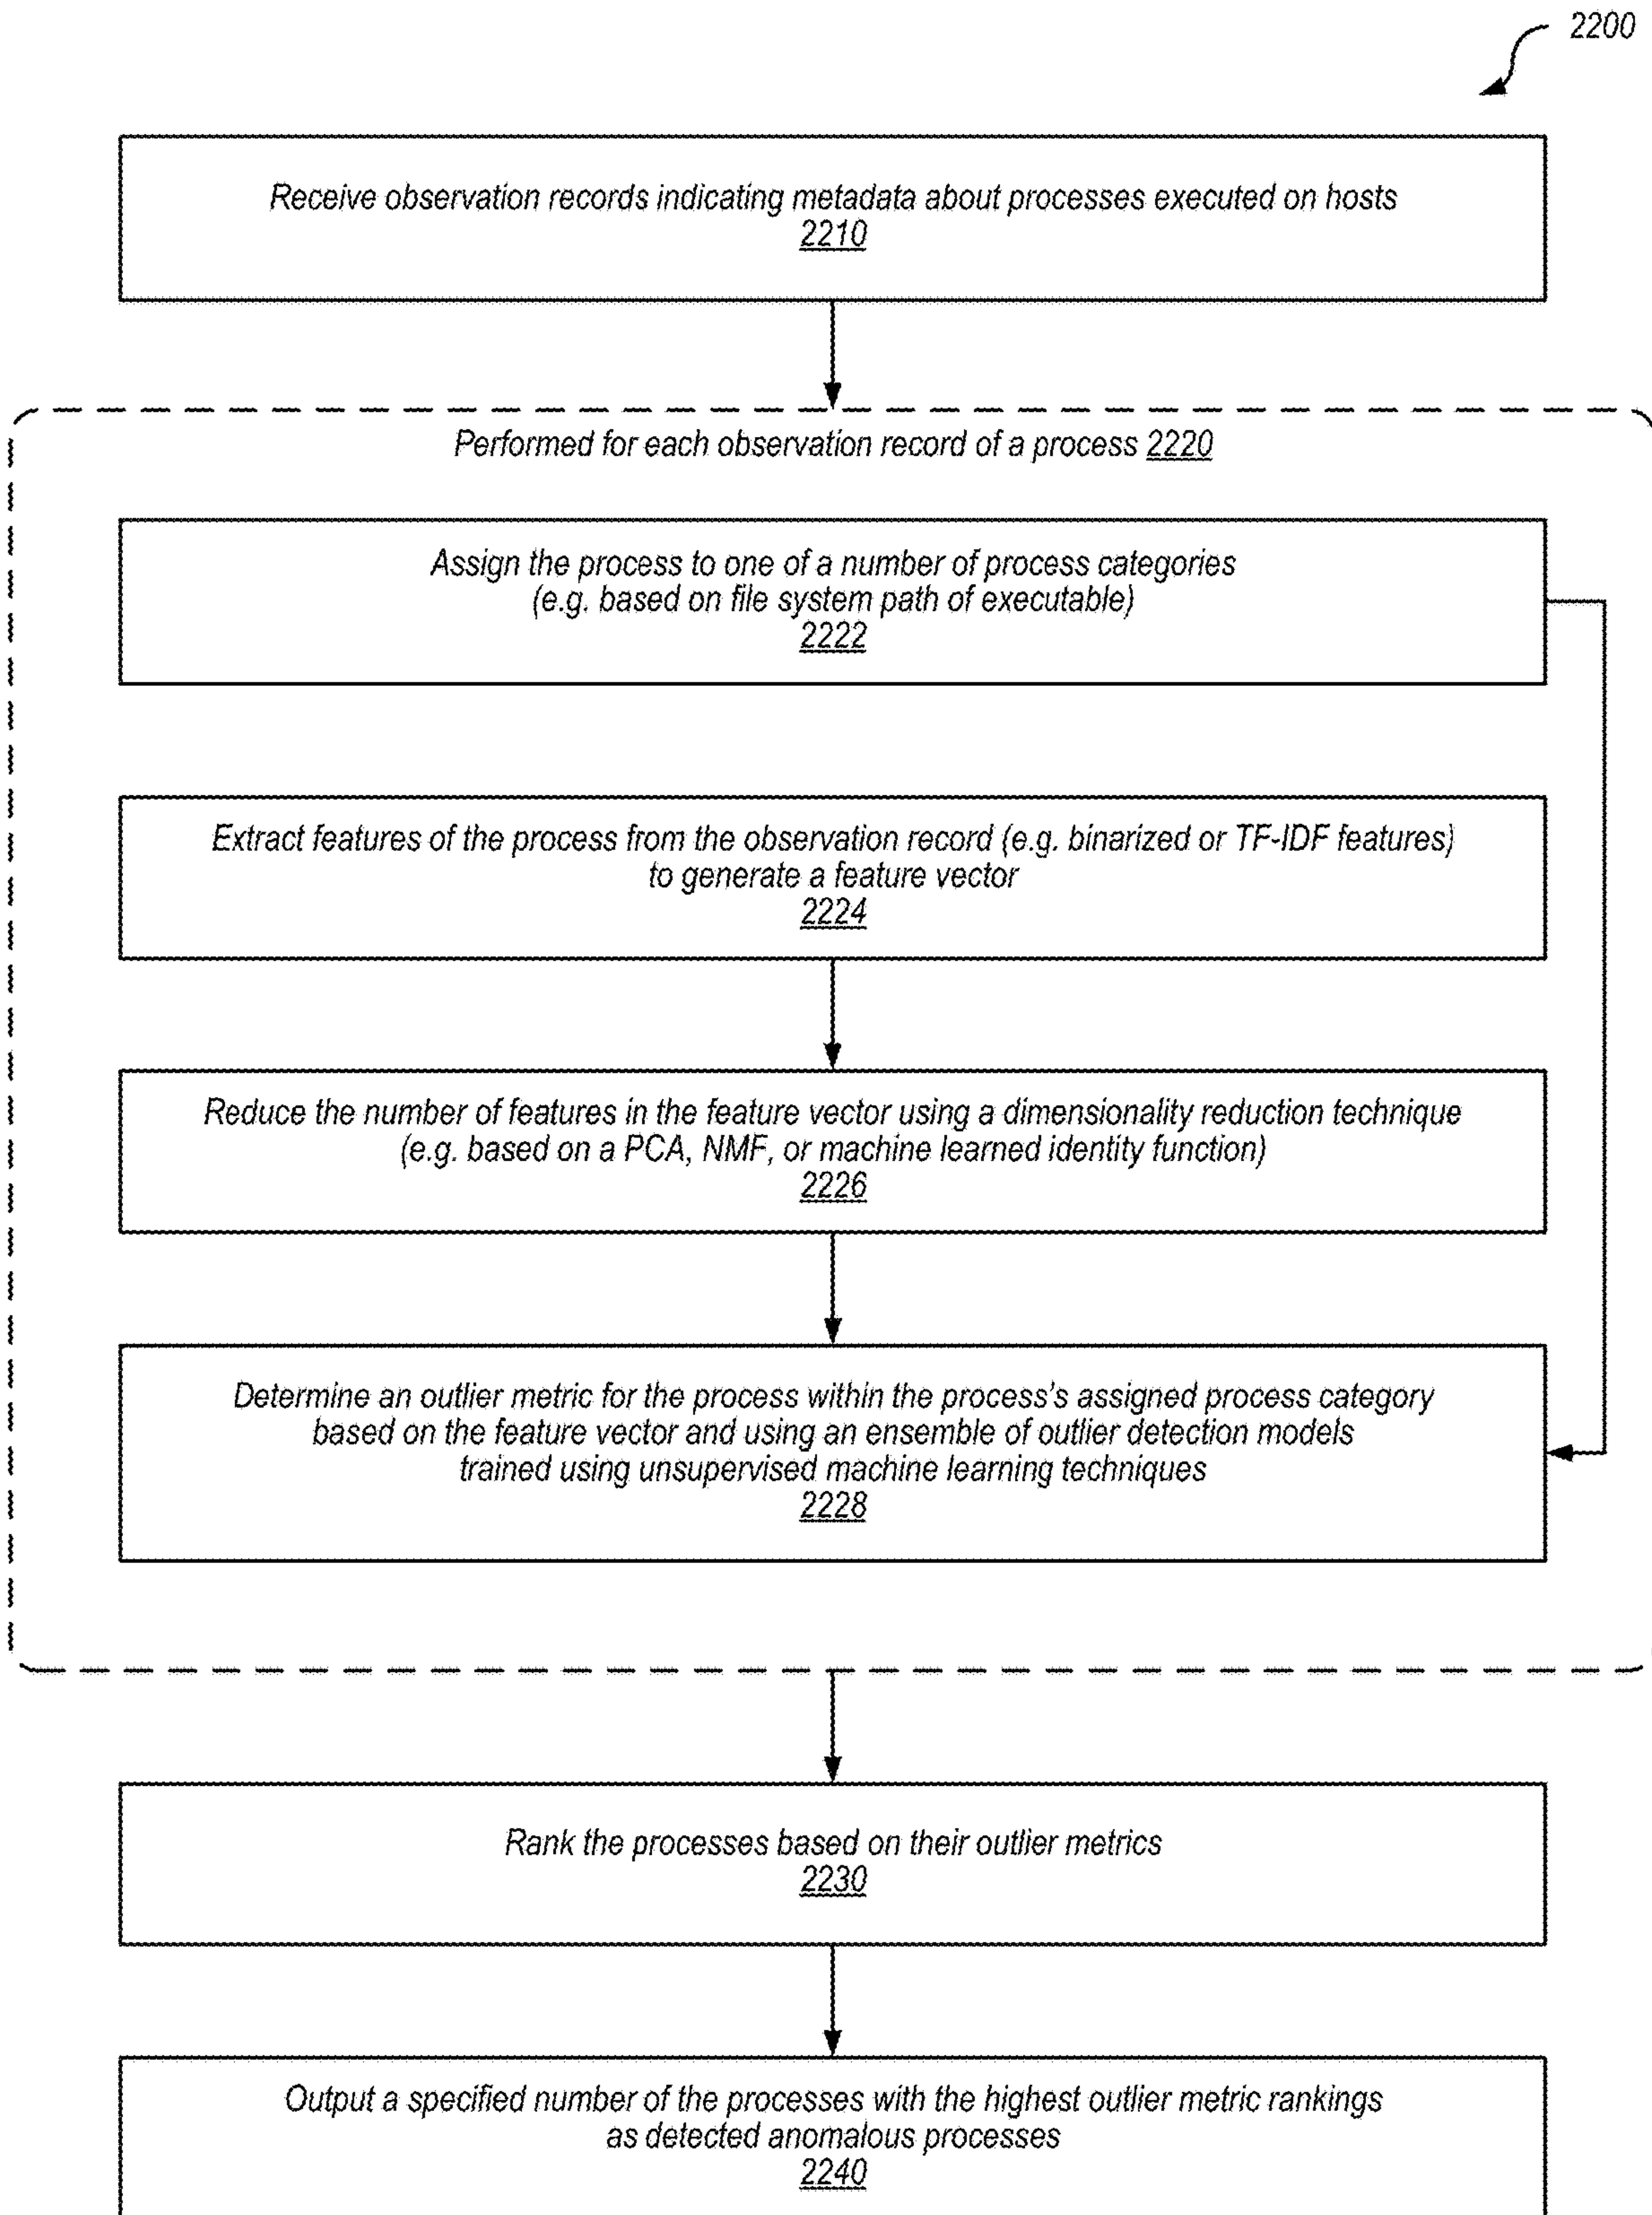 2200
Receive observation records indicating metadata about processes executed on hosts
2210
Performed for each observation record of a process 2220
Assign the process to one of a number of process categories
(e.g. based on file system path of executable)
2222
Extract features of the process from the observation record (e.g. binarized or TF-IDF features)
to generate a feature vector
2224
Reduce the number of features in the feature vector using a dimensionality reduction technique
(e.g. based on a PCA, NMF, or machine learned identity function)
2226
Determine an outlier metric for the process within the process's assigned process category
based on the feature vector and using an ensemble of outlier detection models
trained using unsupervised machine learning techniques
2228
Rank the processes based on their outlier metrics
2230
Output a specified number of the processes with the highest outlier metric rankings
as detected anomalous processes
2240